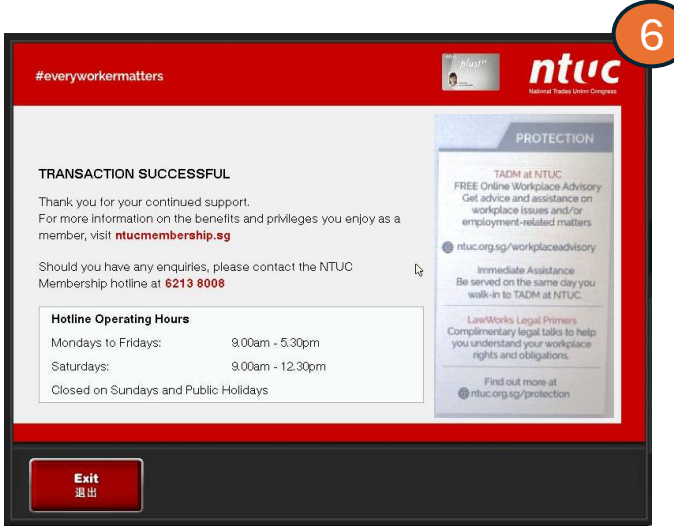 6
#everyworkermatters
plus!
ntuc
National Trades Union Congress
TRANSACTION SUCCESSFUL
Thank you for your continued support.
For more information on the benefits and privileges you enjoy as a
member, visit ntucmembership.sg
Should you have any enquiries, please contact the NTUC
Membership hotline at 6213 8008
Hotline Operating Hours
Mondays to Fridays: 9.00am - 5.30pm
Saturdays: 9.00am - 12.30pm
Closed on Sundays and Public Holidays
PROTECTION
TADM at NTUC
FREE Online Workplace Advisory
Get advice and assistance on
workplace issues and/or
employment-related matters
ntuc.org.sg/workplaceadvisory
Immediate Assistance
Be served on the same day you
walk-in to TADM at NTUC.
LawWorks Legal Primers
Complimentary legal talks to help
you understand your workplace
rights and obligations.
Find out more at
@ntuc.org.sg/protection
Exit
退出